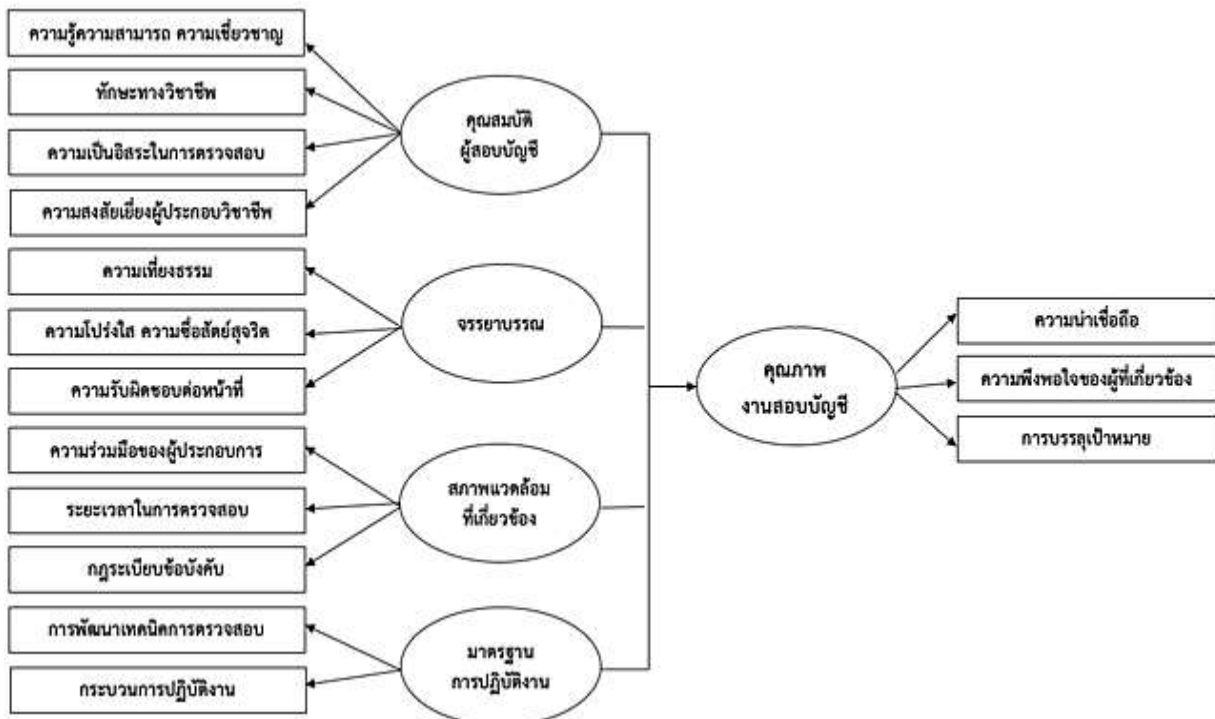 ความรู้ความสามารถ ความเชี่ยวชาญ
ทักษะทางวิชาชีพ
ความเป็นอิสระในการตรวจสอบ
ความสงสัยเยี่ยงผู้ประกอบวิชาชีพ
คุณสมบัติ
ผู้สอบบัญชี
ความเที่ยงธรรม
ความโปร่งใส ความซื่อสัตย์สุจริต
ความรับผิดชอบต่อหน้าที่
จรรยาบรรณ
ความร่วมมือของผู้ประกอบการ
ระยะเวลาในการตรวจสอบ
กฎระเบียบข้อบังคับ
สภาพแวดล้อม
ที่เกี่ยวข้อง
การพัฒนาเทคนิคการตรวจสอบ
กระบวนการปฏิบัติงาน
มาตรฐาน
การปฏิบัติงาน
คุณภาพ
งานสอบบัญชี
ความน่าเชื่อถือ
ความพึงพอใจของผู้ที่เกี่ยวข้อง
การบรรลุเป้าหมาย